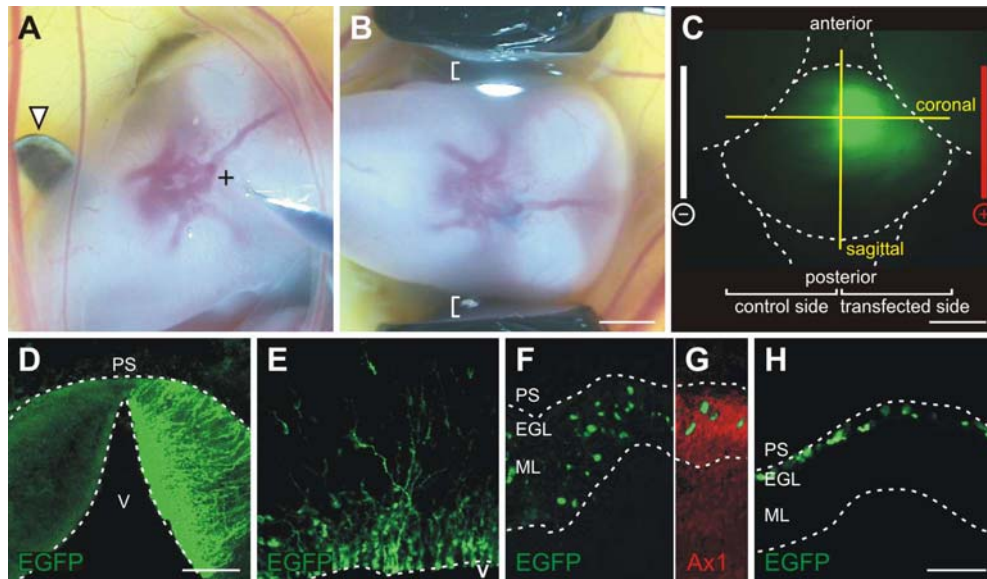 A
B
C
anterior
coronal
sagittal
posterior
control side transfected side
D
PS
V
EGFP
E
V
F
PS
EGL
ML
EGFP
G
Ax1
H
PS
EGL
ML
EGFP